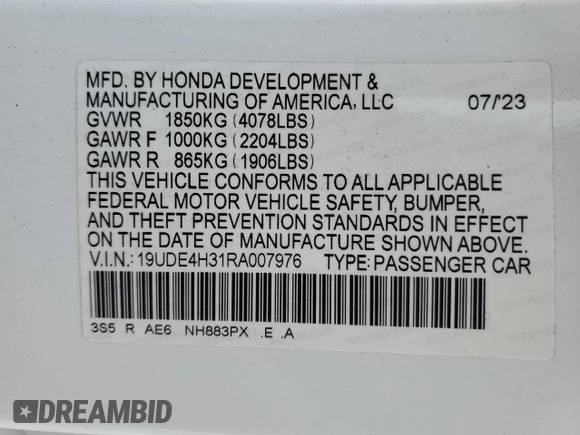 MFD. BY HONDA DEVELOPMENT &
MANUFACTURING OF AMERICA, LLC 07/'23
GVWR 1850KG (4078LBS)
GAWR F 1000KG (2204LBS)
GAWR R 865KG (1906LBS)
THIS VEHICLE CONFORMS TO ALL APPLICABLE
FEDERAL MOTOR VEHICLE SAFETY, BUMPER,
AND THEFT PREVENTION STANDARDS IN EFFECT
ON THE DATE OF MANUFACTURE SHOWN ABOVE.
V.I.N.:19UDE4H31RA007976 TYPE:PASSENGER CAR
3S5 R AE6 NH883PX .E .A
DREAMBID